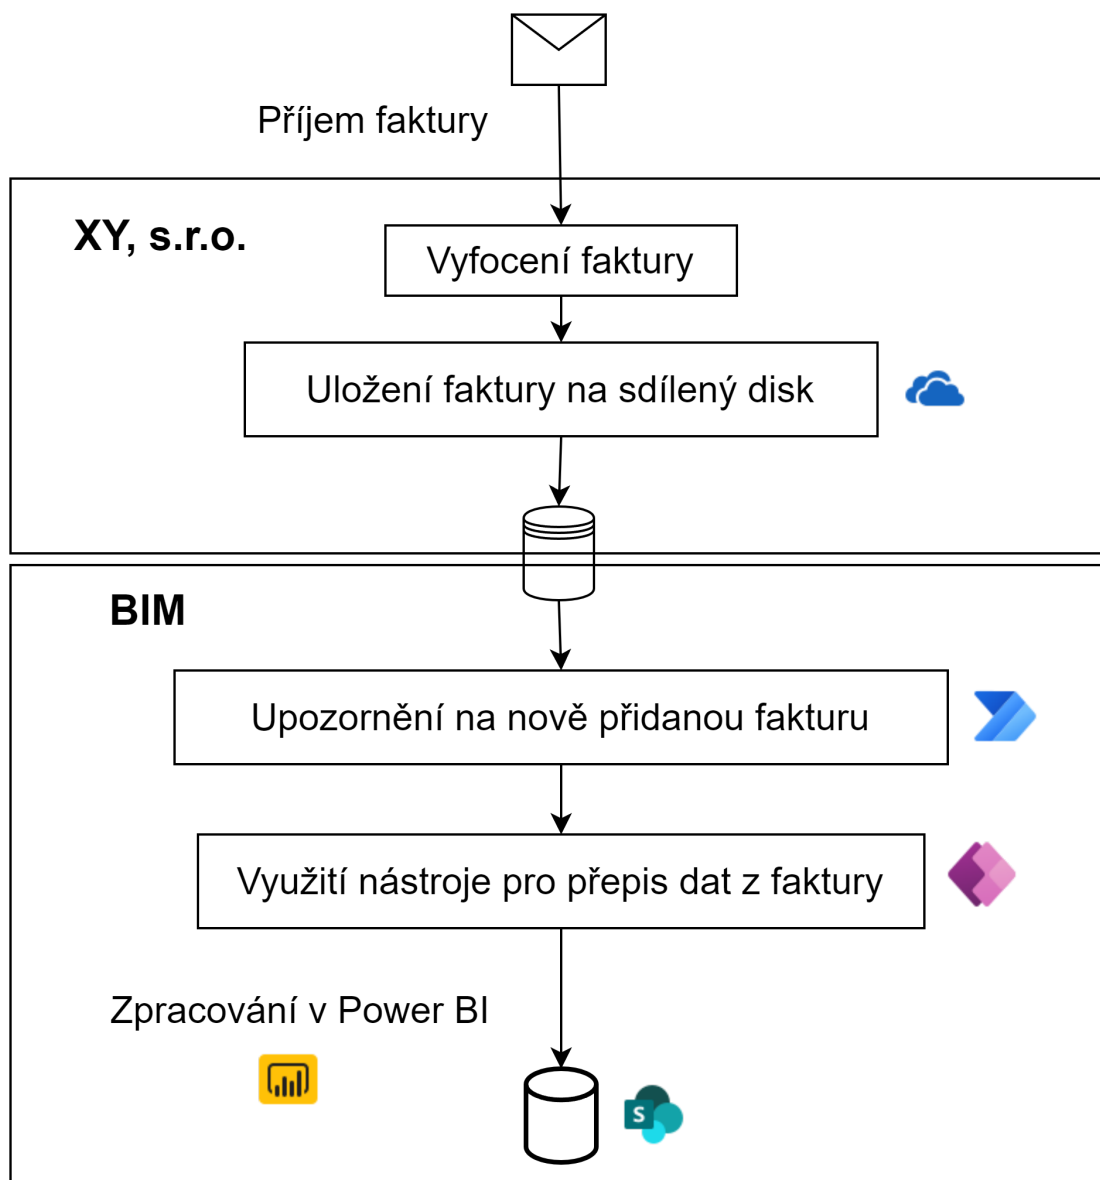 Příjem faktury
XY, s.r.o.
Vyfocení faktury
Uložení faktury na sdílený disk
BIM
Upozornění na nově přidanou fakturu
Využití nástroje pro přepis dat z faktury
Zpracování v Power BI
S